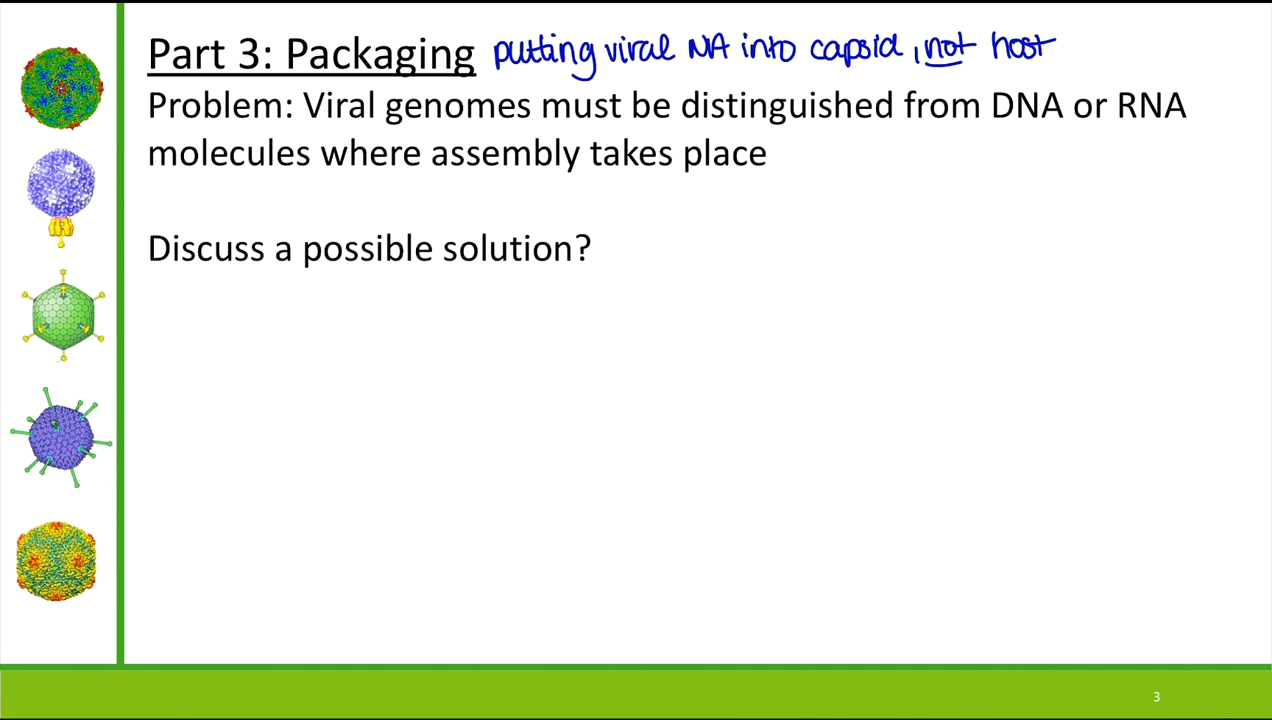 Part 3: Packaging putting viral NA into capsid, not host
Problem: Viral genomes must be distinguished from DNA or RNA
molecules where assembly takes place
Discuss a possible solution?
3